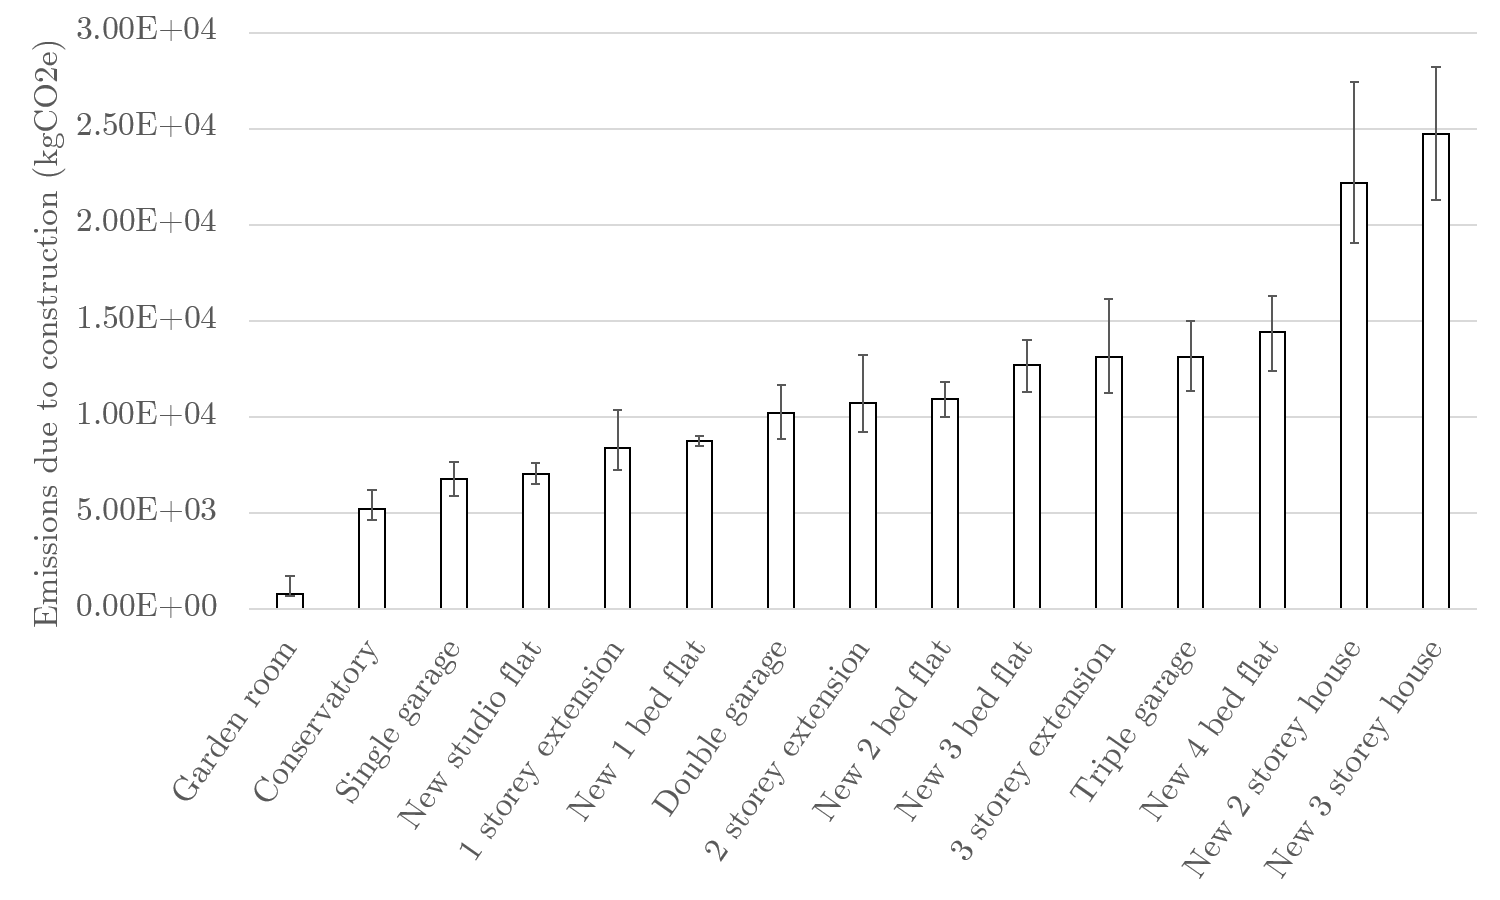 Emissions due to construction (kgCO2e)
3.00E+04
2.50E+04
2.00E+04
1.50E+04
1.00E+04
5.00E+03
0.00E+00
Garden room
Conservatory
Single garage
New studio flat
1 storey extension
New 1 bed flat
Double garage
2 storey extension
New 2 bed flat
New 3 bed flat
3 storey extension
Triple garage
New 4 bed flat
New 2 storey house
New 3 storey house